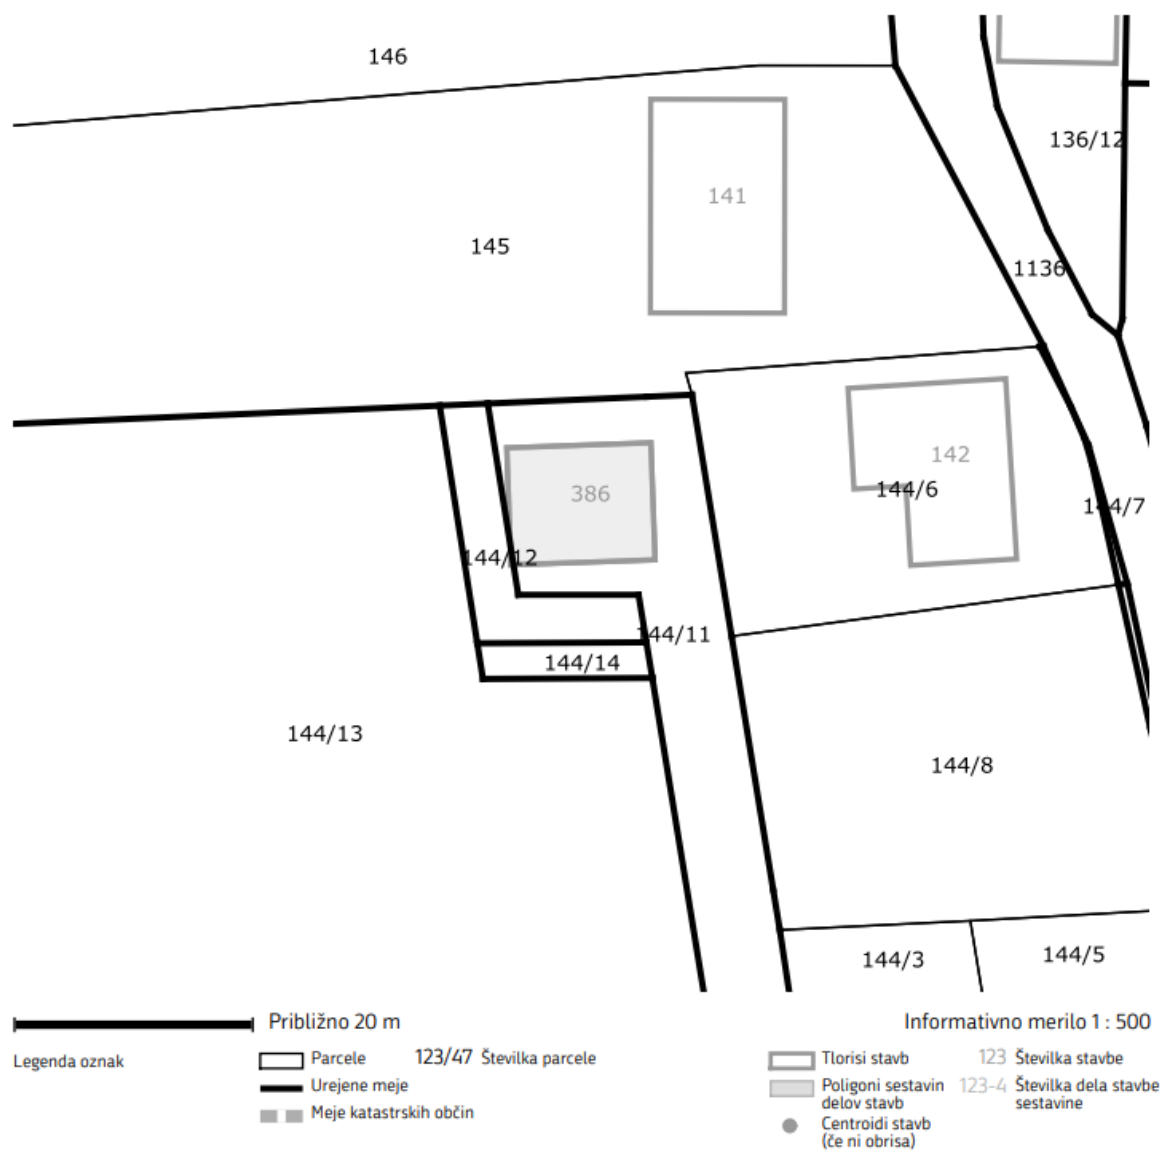 146
136/12
141
145
1136
142
386
144/6
144/7
144/12
144/11
144/14
144/13
144/8
144/3
144/5
Približno 20 m
Informativno merilo 1 : 500
Legenda oznak
Parcele
123/47 Številka parcele
Urejene meje
Meje katastrskih občin
Tlorisi stavb
123 Številka stavbe
Poligoni sestavin
delov stavb
123-4 Številka dela stavbe
sestavine
Centroidi stavb
(če ni obrisa)